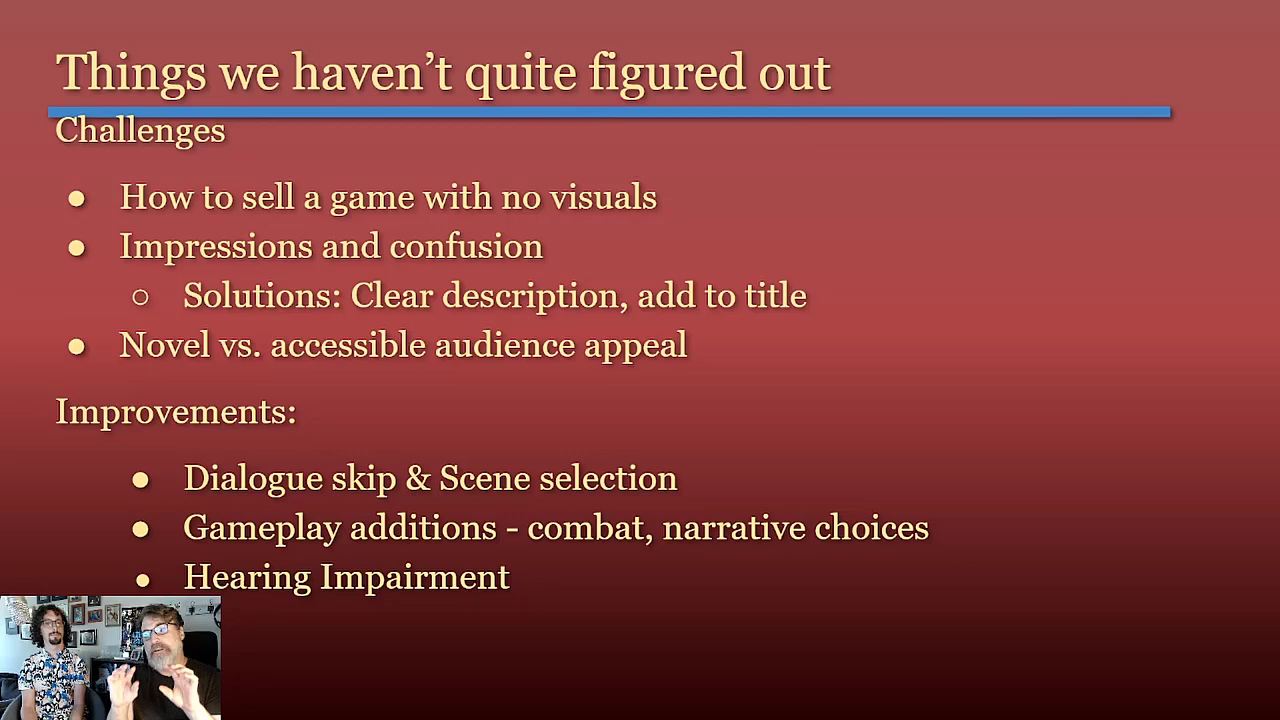 Things we haven’t quite figured out
Challenges
● How to sell a game with no visuals
● Impressions and confusion
○ Solutions: Clear description, add to title
● Novel vs. accessible audience appeal
Improvements:
● Dialogue skip & Scene selection
● Gameplay additions - combat, narrative choices
● Hearing Impairment